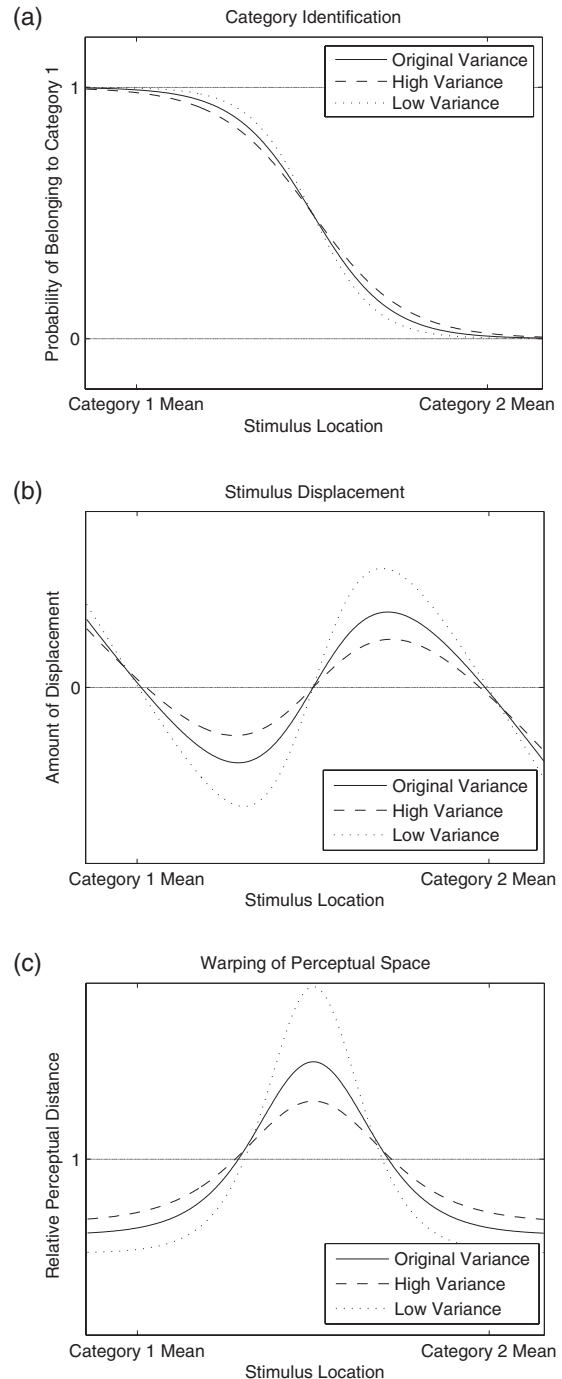 (a)
Category Identification
Probability of Belonging to Category 1
1
0
Original Variance
High Variance
Low Variance
Category 1 Mean
Category 2 Mean
Stimulus Location
(b)
Stimulus Displacement
Amount of Displacement
0
Original Variance
High Variance
Low Variance
Category 1 Mean
Category 2 Mean
Stimulus Location
(c)
Warping of Perceptual Space
Relative Perceptual Distance
1
Original Variance
High Variance
Low Variance
Category 1 Mean
Category 2 Mean
Stimulus Location